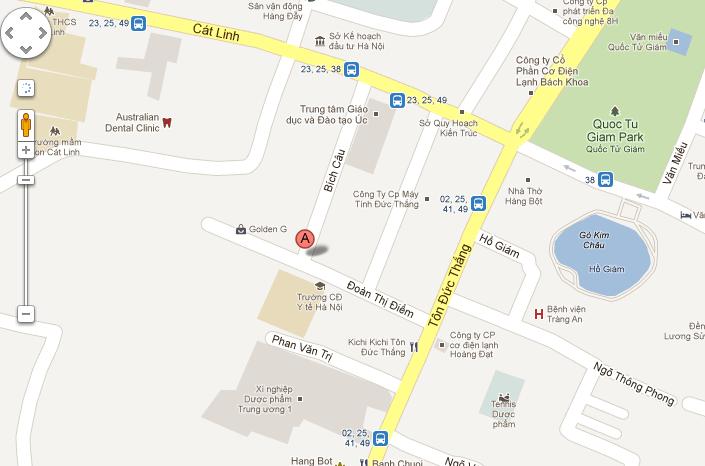 THCS
Linh
23, 25, 49
Cát Linh
Sân vận động
Hàng Đẫy
Sở Kế hoạch
đầu tư Hà Nội
Công ty Cp
phát triển Đa
công nghệ 8H
Văn miếu
Quốc Tử Giám
23, 25, 38
Công ty Cổ
Phần Cơ Điện
Lạnh Bách Khoa
23, 25, 49
Trung tâm Giáo
dục và Đào tạo Úc
Australian
Dental Clinic
Sở Quy Hoạch
Kiến Trúc
Quoc Tu
Giam Park
Quốc Tử Giám
Trường mầm
non Cát Linh
Văn Miếu
Bích Câu
38
Công Ty Cp Máy
Tính Đức Thắng
02, 25,
41, 49
Nhà Thờ
Hàng Bột
Golden G
A
Hồ Giám
Gò Kim
Châu
Hồ Giám
Tôn Đức Thắng
Đoàn Thị Điểm
Trường CĐ
Y tế Hà Nội
Bệnh viện
Tràng An
Lương Sử
Kichi Kichi Tôn
Đức Thắng
Công ty CP
cơ điện lạnh
Hoàng Đạt
Phan Văn Trị
Ngõ Thông Phong
Xí nghiệp
Dược phẩm
Trung ương 1
Tennis
Dược
phẩm
02, 25,
41, 49
Hang Bot
Banh Chuoi
Ngõ V